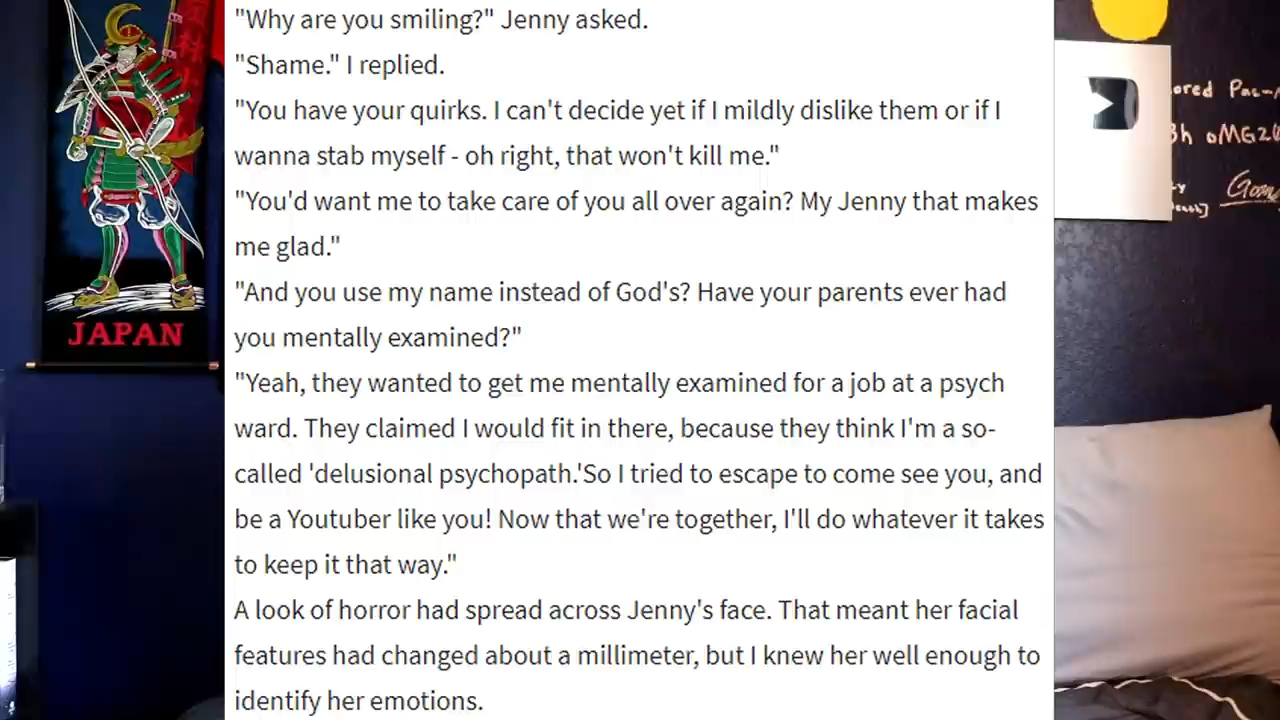 "Why are you smiling?" Jenny asked.
"Shame." I replied.
"You have your quirks. I can't decide yet if I mildly dislike them or if I
wanna stab myself - oh right, that won't kill me."
"You'd want me to take care of you all over again? My Jenny that makes
me glad."
"And you use my name instead of God's? Have your parents ever had
you mentally examined?"
"Yeah, they wanted to get me mentally examined for a job at a psych
ward. They claimed I would fit in there, because they think I'm a so-
called 'delusional psychopath.'So I tried to escape to come see you, and
be a Youtuber like you! Now that we're together, I'll do whatever it takes
to keep it that way."
A look of horror had spread across Jenny's face. That meant her facial
features had changed about a millimeter, but I knew her well enough to
identify her emotions.
JAPAN
ored Pac-
oMG2